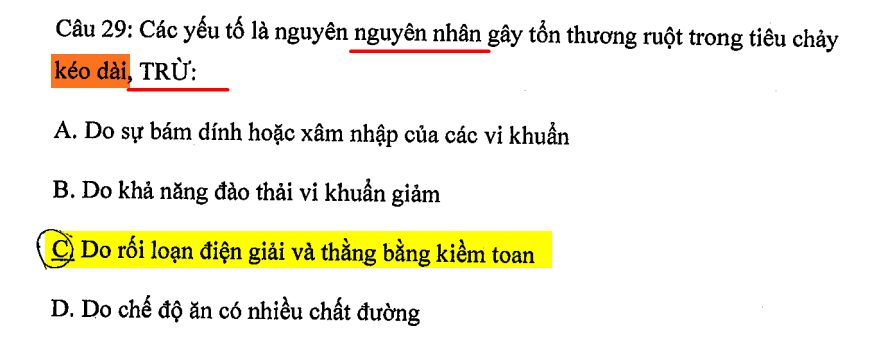 Câu 29: Các yếu tố là nguyên nguyên nhân gây tổn thương ruột trong tiêu chảy
kéo dài, TRỪ:
A. Do sự bám dính hoặc xâm nhập của các vi khuẩn
B. Do khả năng đào thải vi khuẩn giảm
C. Do rối loạn điện giải và thằng bằng kiềm toan
D. Do chế độ ăn có nhiều chất đường